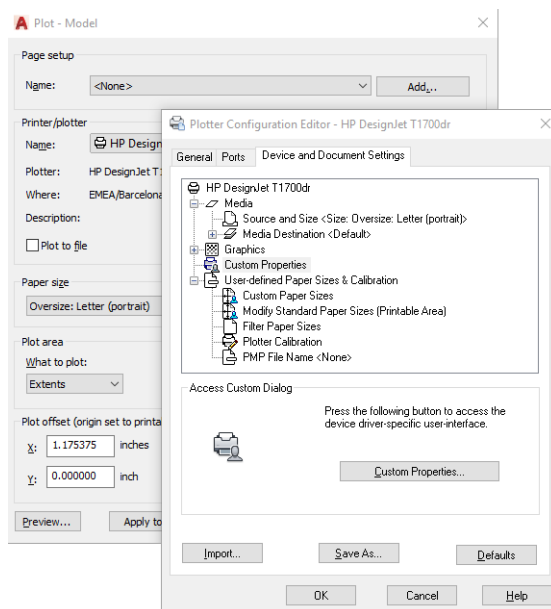 Plot - Model
Page setup
Name: <None> Add...
Printer/plotter
Name: HP Design
Plotter: HP DesignJet T1
Where: EMEA/Barcelona
Description:
Plot to file
Paper size
Oversize: Letter (portrait)
Plot area
What to plot:
Extents
Plot offset (origin set to printa
X: 1.175375 inches
Y: 0.000000 inch
Preview... Apply to
Plotter Configuration Editor - HP DesignJet T1700dr
General Ports Device and Document Settings
HP DesignJet T1700dr
Media
Source and Size <Size: Oversize: Letter (portrait)>
Media Destination <Default>
Graphics
Custom Properties
User-defined Paper Sizes & Calibration
Custom Paper Sizes
Modify Standard Paper Sizes (Printable Area)
Filter Paper Sizes
Plotter Calibration
PMP File Name <None>
Access Custom Dialog
Press the following button to access the
device driver-specific user-interface.
Custom Properties...
Import... Save As... Defaults
OK Cancel Help